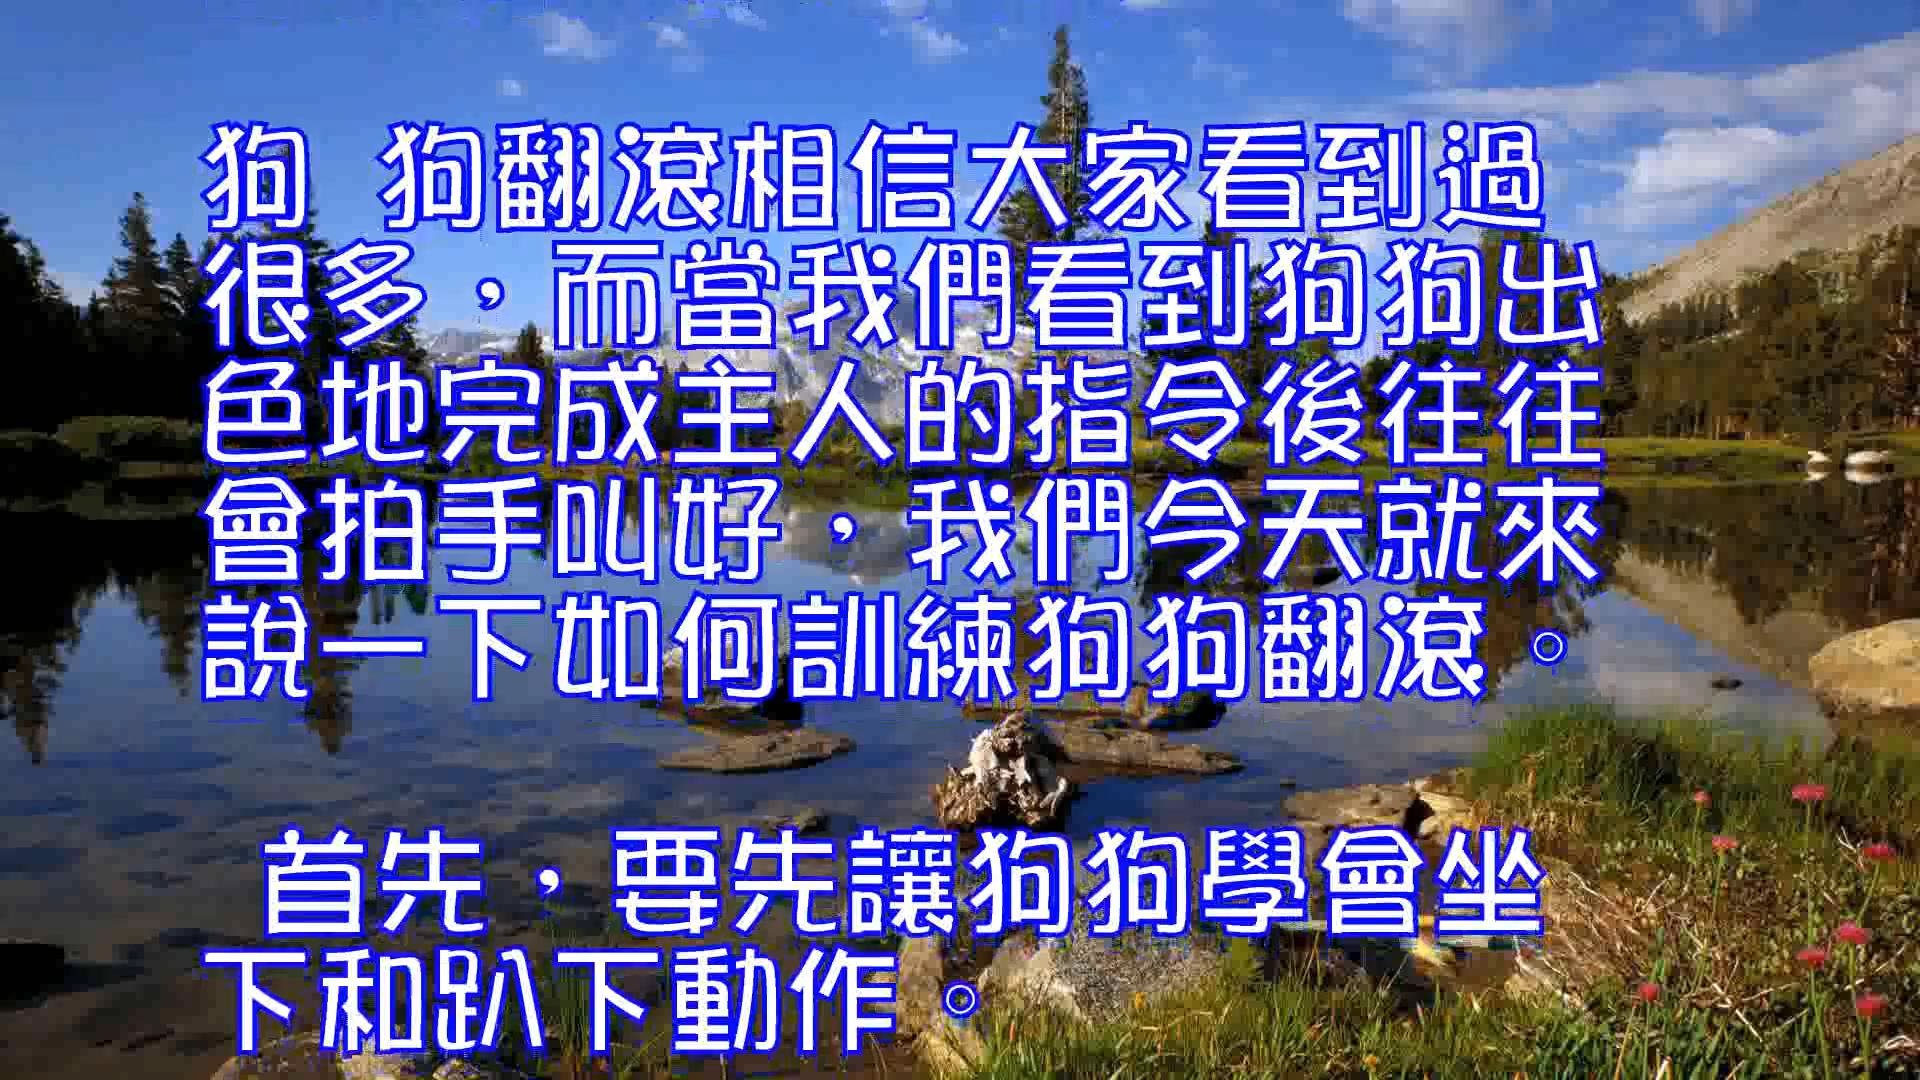 狗 狗翻滾相信大家看到過
很多，而當我們看到狗狗出
色地完成主人的指令後往往
會拍手叫好，我們今天就來
說一下如何訓練狗狗翻滾。
首先，要先讓狗狗學會坐
下和趴下動作。